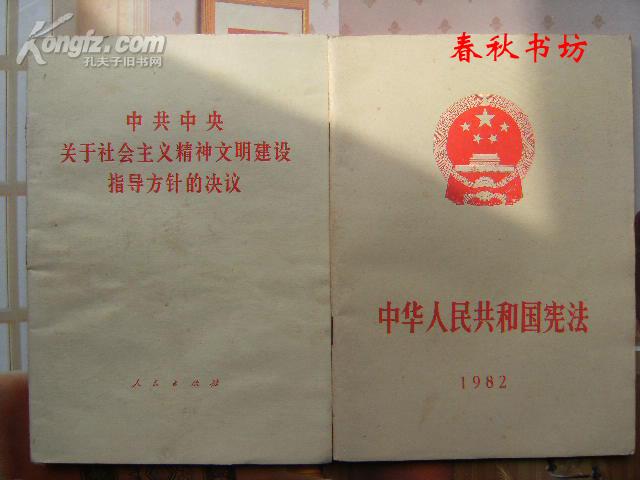 Kongfz.com
孔夫子旧书网
春秋书坊
中共中央
关于社会主义精神文明建设
指导方针的决议
人民出版社
中华人民共和国宪法
1982